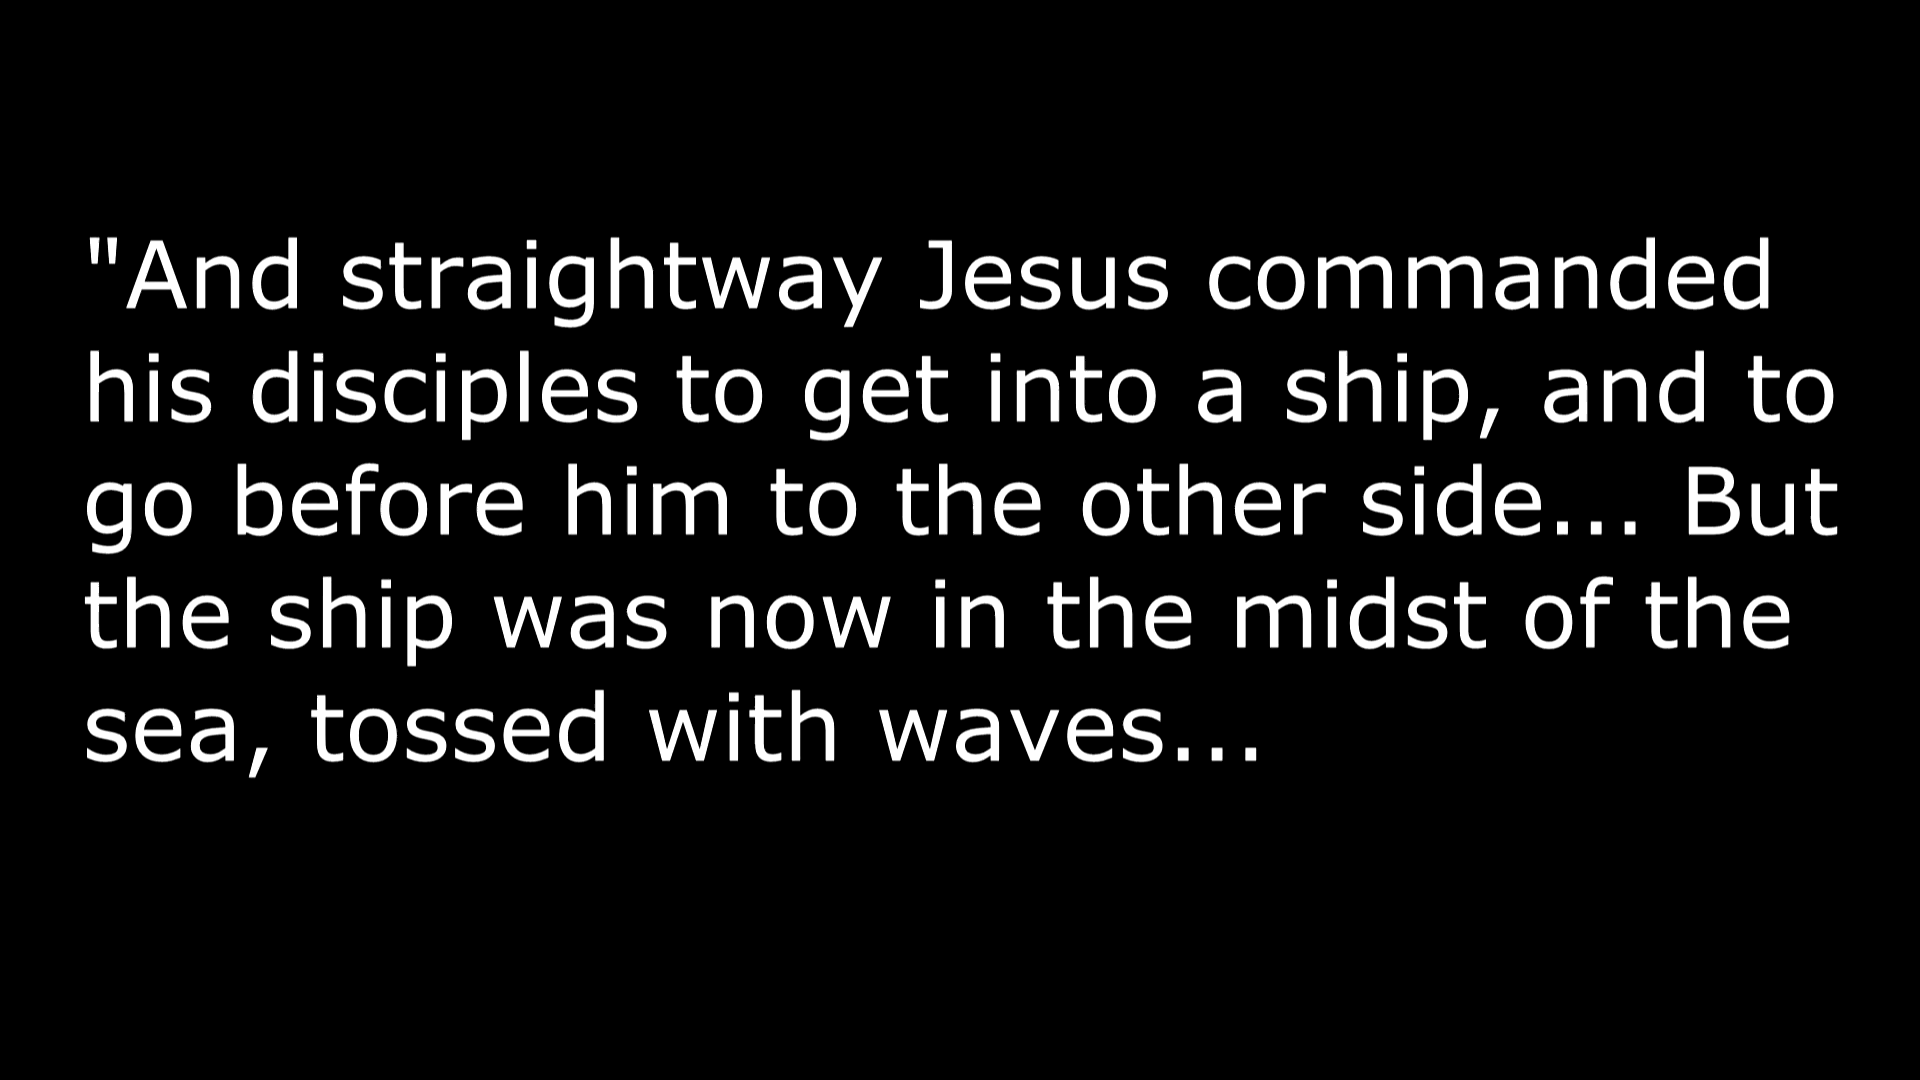 "And straightway Jesus commanded
his disciples to get into a ship, and to
go before him to the other side... But
the ship was now in the midst of the
sea, tossed with waves...